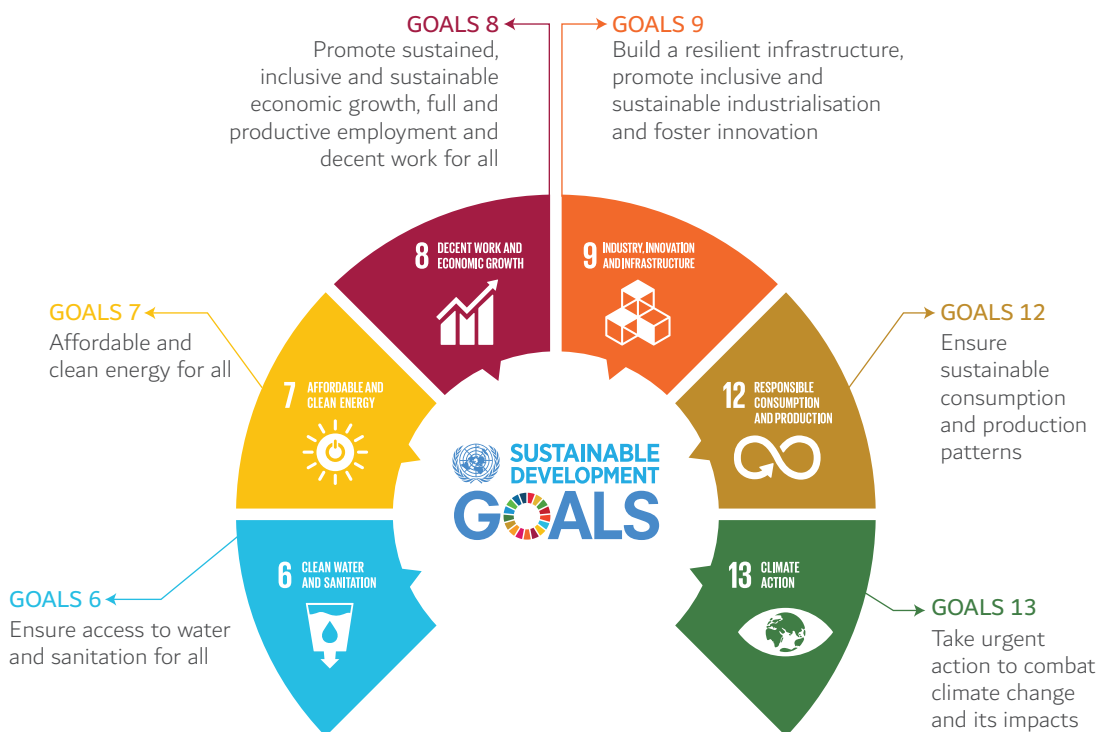 GOALS 8
Promote sustained,
inclusive and sustainable
economic growth, full and
productive employment and
decent work for all
GOALS 9
Build a resilient infrastructure,
promote inclusive and
sustainable industrialisation
and foster innovation
8 DECENT WORK AND
ECONOMIC GROWTH
9 INDUSTRY, INNOVATION
AND INFRASTRUCTURE
GOALS 7
Affordable and
clean energy for all
7 AFFORDABLE AND
CLEAN ENERGY
12 RESPONSIBLE
CONSUMPTION
AND PRODUCTION
GOALS 12
Ensure
sustainable
consumption
and production
patterns
SUSTAINABLE
DEVELOPMENT
GOALS
6 CLEAN WATER
AND SANITATION
GOALS 6
Ensure access to water
and sanitation for all
13 CLIMATE
ACTION
GOALS 13
Take urgent
action to combat
climate change
and its impacts